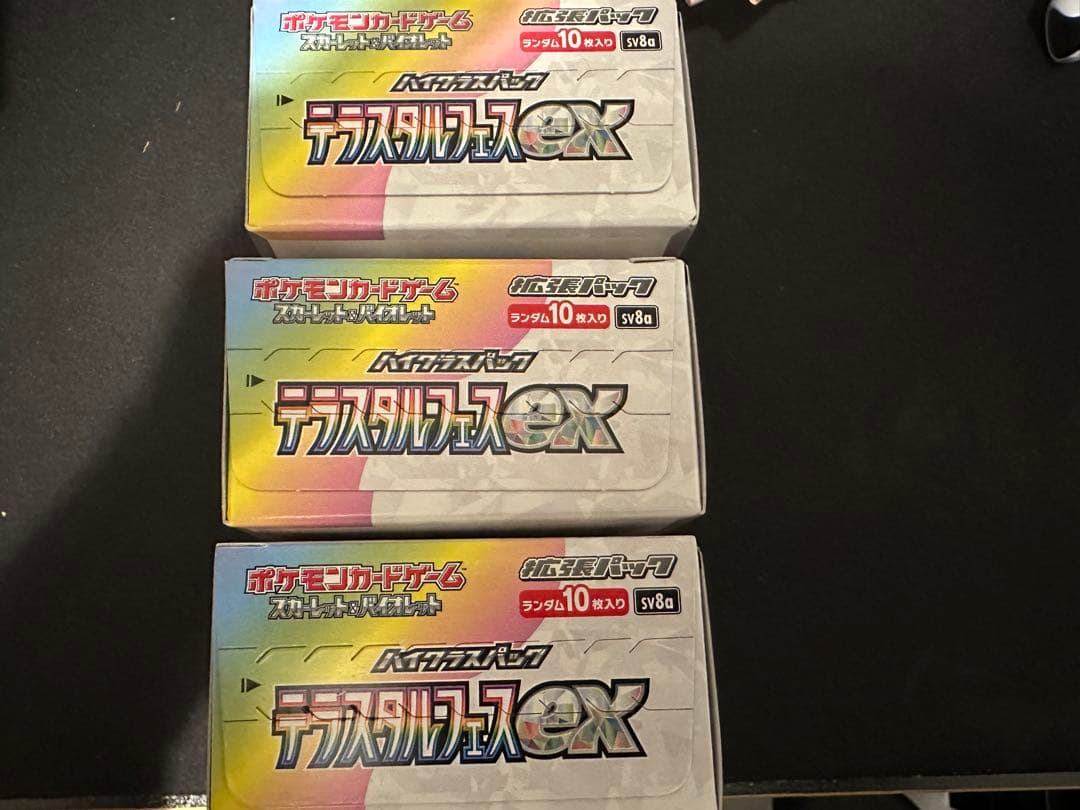 ポケモンカードゲーム
スカーレット&バイオレット
拡張パック
ランダム10枚入り
SV8a
ハイクラスパック
テラスタルフェスex
ポケモンカードゲーム
スカーレット&バイオレット
拡張パック
ランダム10枚入り
SV8a
ハイクラスパック
テラスタルフェスex
ポケモンカードゲーム
スカーレット&バイオレット
拡張パック
ランダム10枚入り
SV8a
ハイクラスパック
テラスタルフェスex